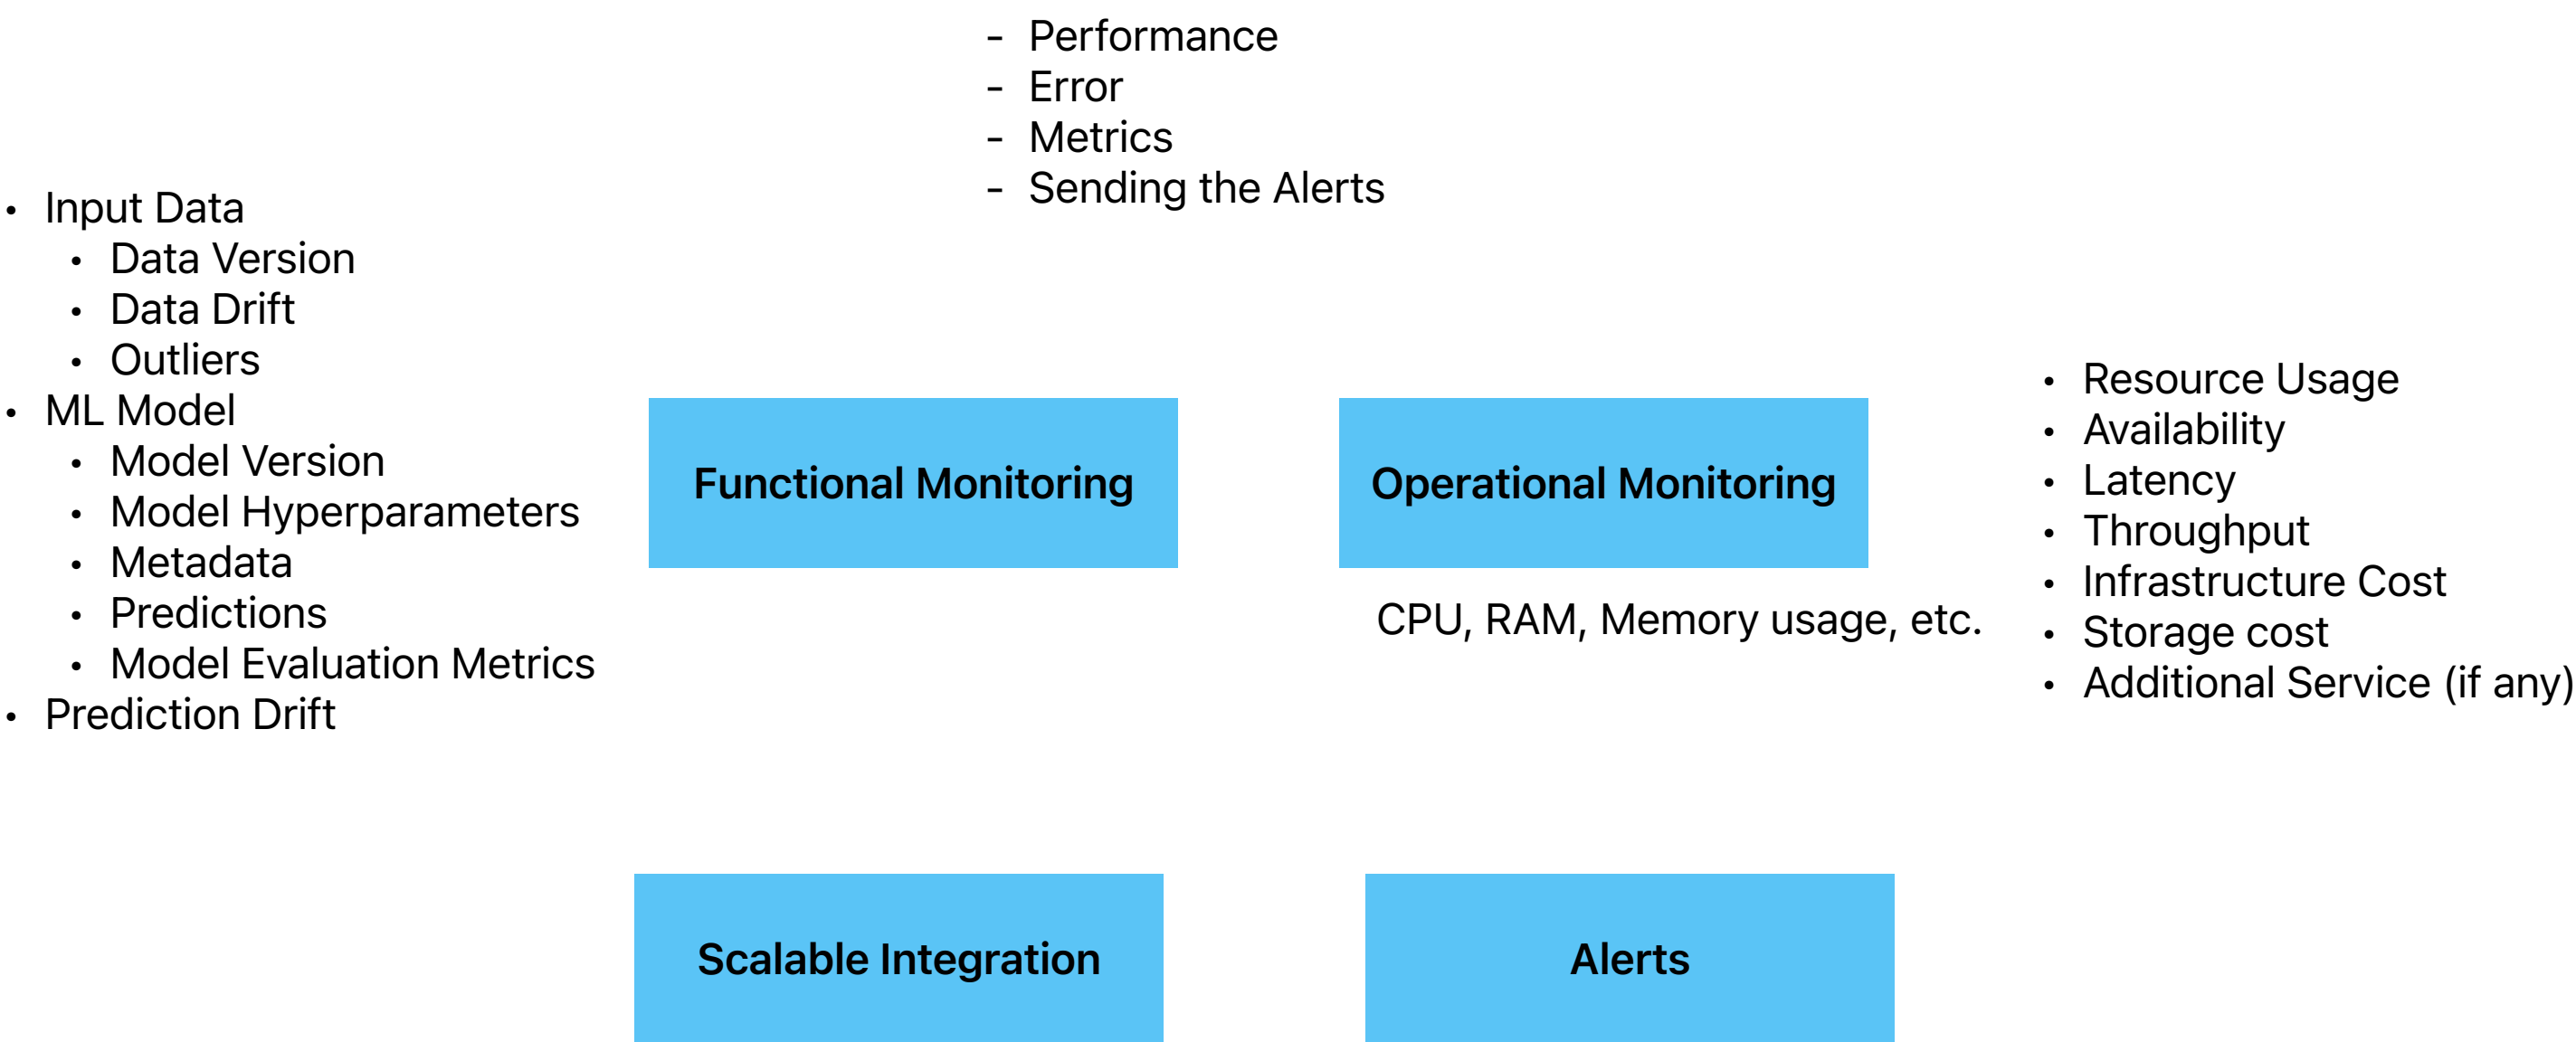 - Performance
- Error
- Metrics
- Sending the Alerts
• Input Data
• Data Version
• Data Drift
• Outliers
• ML Model
• Model Version
• Model Hyperparameters
• Metadata
• Predictions
• Model Evaluation Metrics
• Prediction Drift
Functional Monitoring
Operational Monitoring
CPU, RAM, Memory usage, etc.
• Resource Usage
• Availability
• Latency
• Throughput
• Infrastructure Cost
• Storage cost
• Additional Service (if any)
Scalable Integration
Alerts